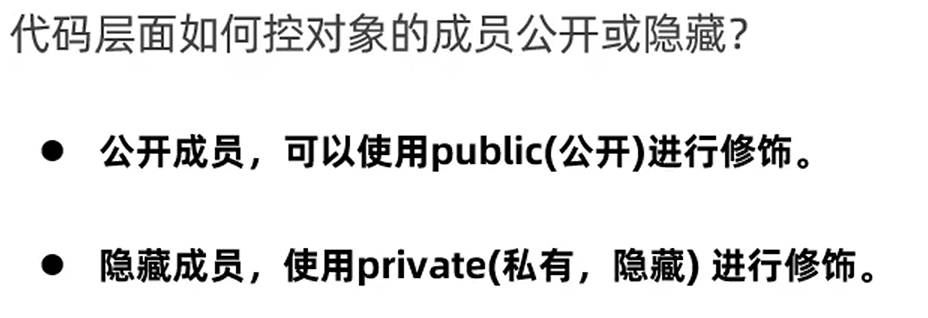 代码层面如何控对象的成员公开或隐藏?
● 公开成员，可以使用public(公开)进行修饰。
● 隐藏成员，使用private(私有，隐藏) 进行修饰。